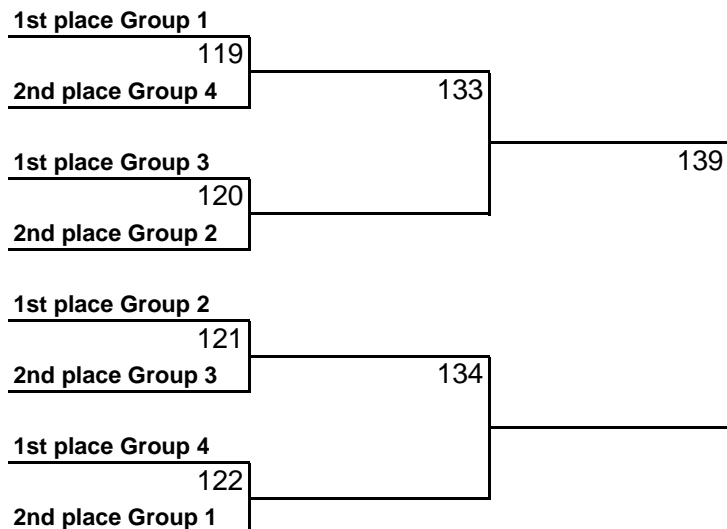 1st place Group 1
119
2nd place Group 4
133
1st place Group 3
139
120
2nd place Group 2
1st place Group 2
121
2nd place Group 3
134
1st place Group 4
122
2nd place Group 1